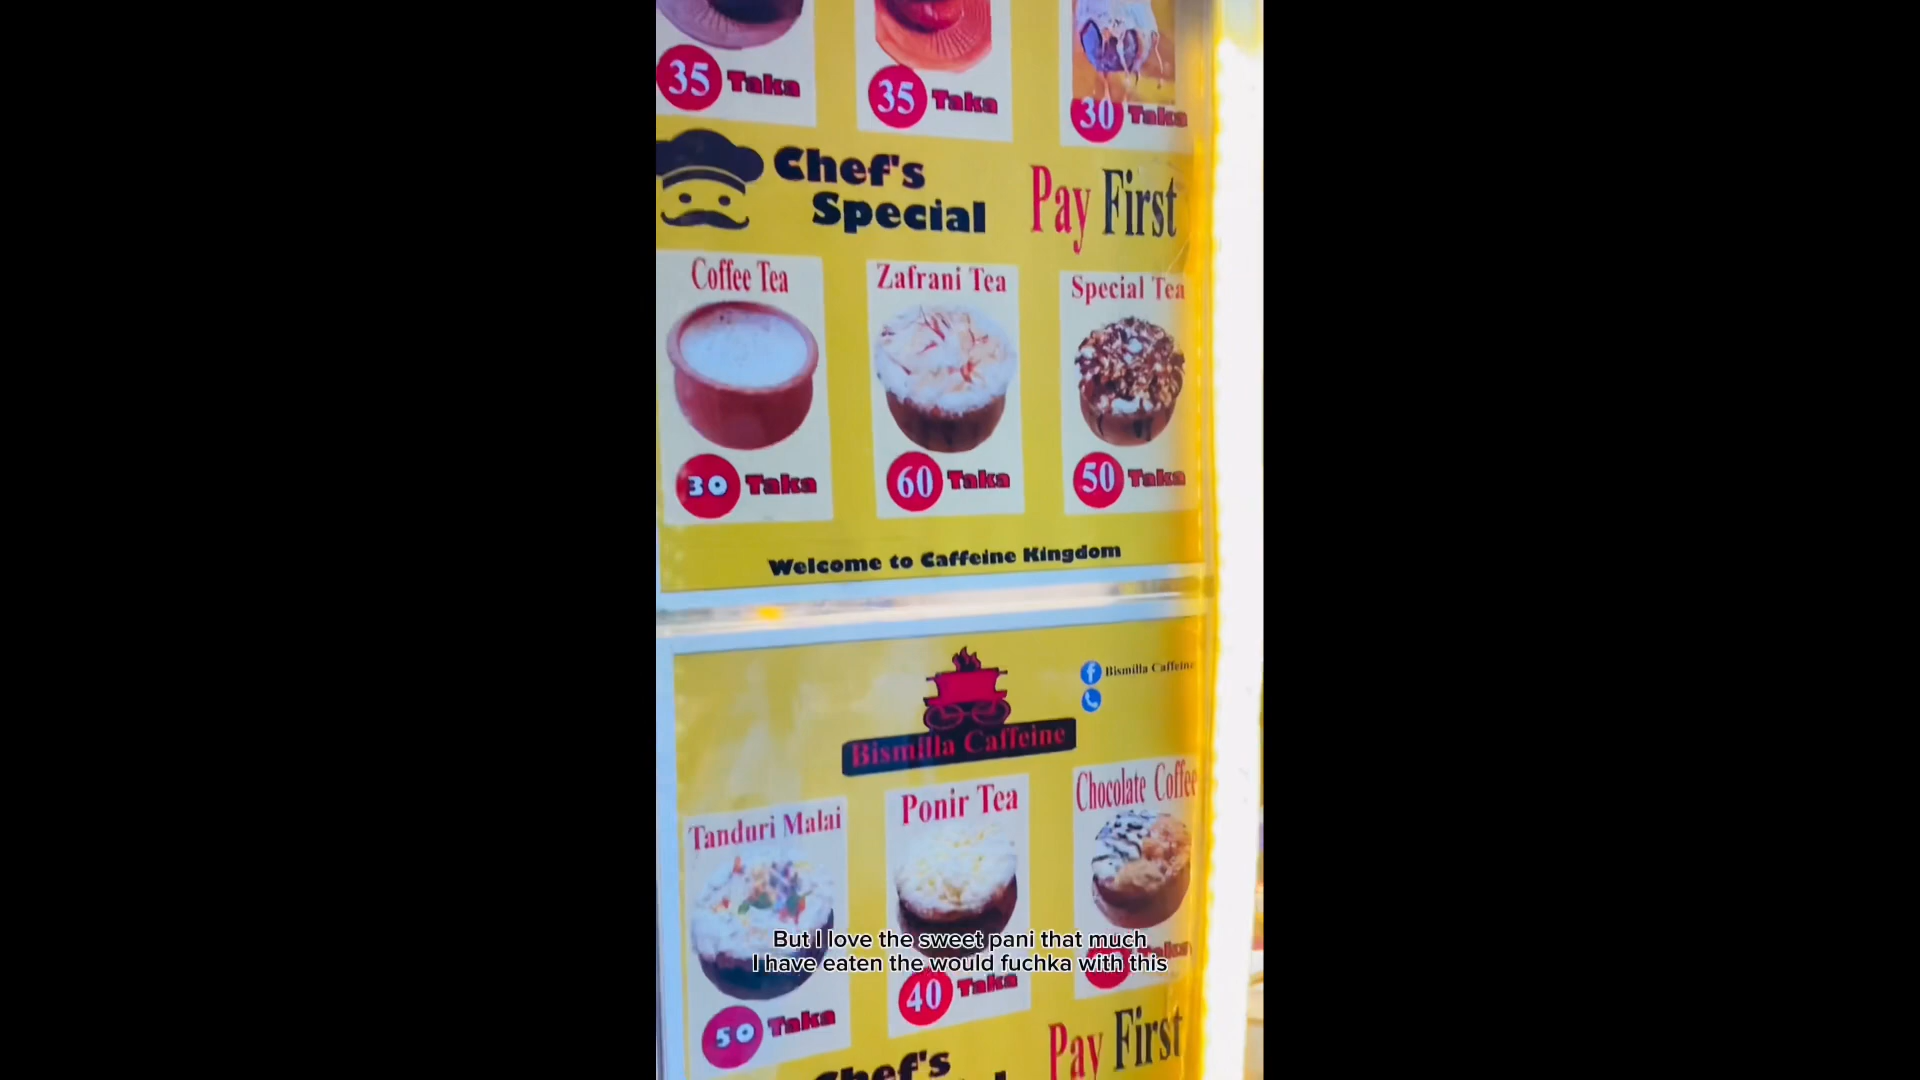 35 Taka
35 Taka
30 Taka
Chef's
Special
Pay First
Coffee Tea
Zafrani Tea
Special Tea
30 Taka
60 Taka
50 Taka
Welcome to Caffeine Kingdom
Bismilla Caffeine
Bismilla Caffeine
Tanduri Malai
Ponir Tea
Chocolate Coffee
But I love the sweet pani that much
I have eaten the would fuchka with this
Taka
40 Taka
50 Taka
Pay First
Chef's